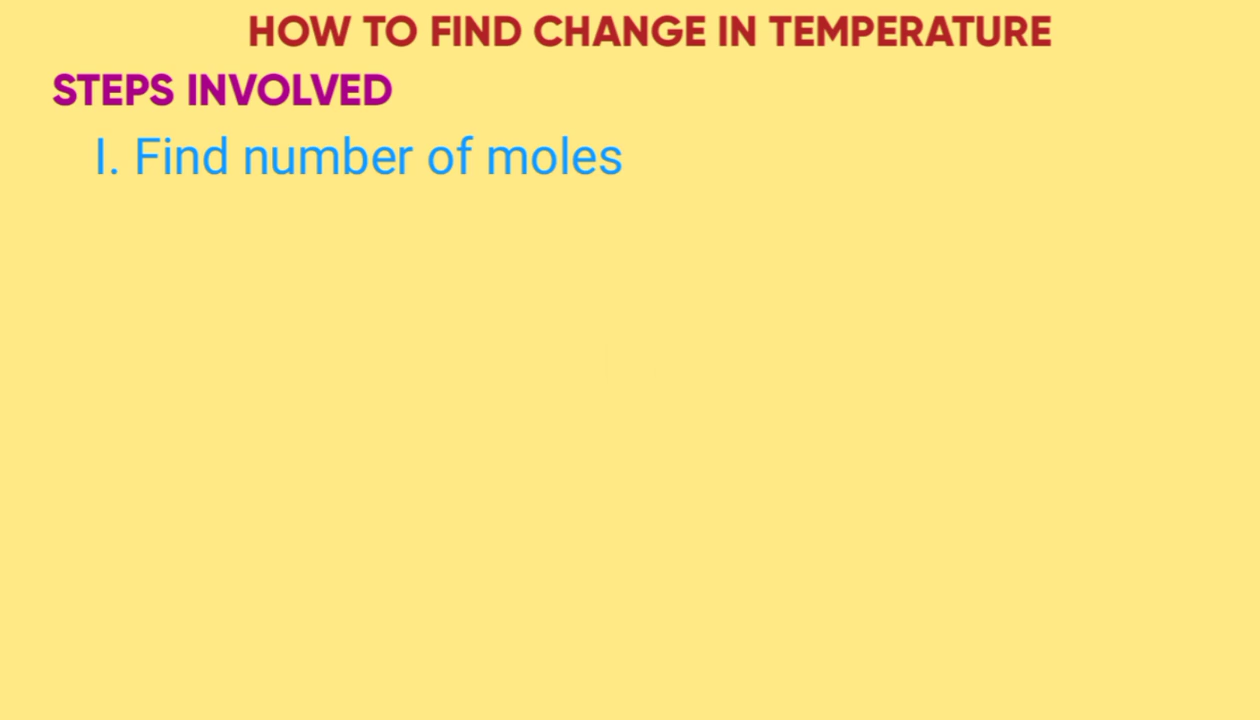 HOW TO FIND CHANGE IN TEMPERATURE
STEPS INVOLVED
I. Find number of moles